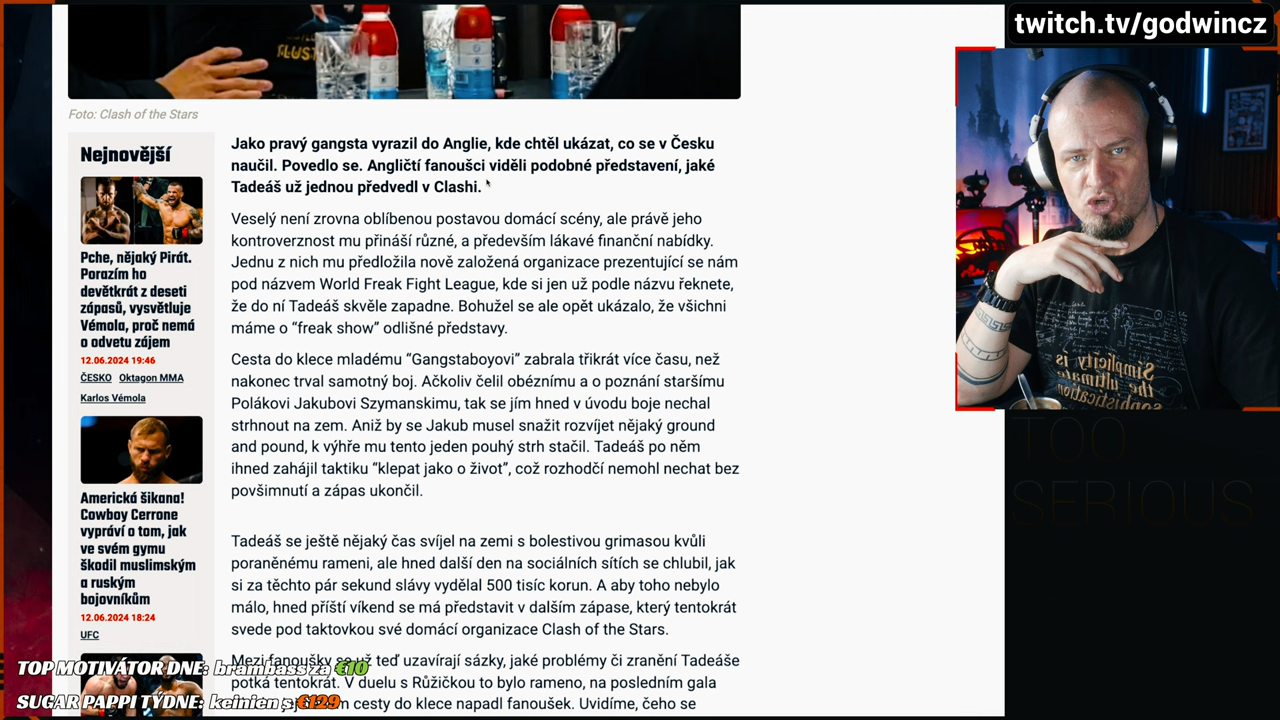 twitch.tv/godwincz
Foto: Clash of the Stars
Nejnovější
Pche, nějaký Pirát.
Porazím ho
devětkrát z deseti
zápasů, vysvětluje
Vémola, proč nemá
o odvetu zájem
12.06.2024 19:46
ČESKO Oktagon MMA
Karlos Vémola
Americká šikana!
Cowboy Cerrone
vypráví o tom, jak
ve svém gymu
škodil muslimským
a ruským
bojovníkům
12.06.2024 18:24
UFC
Jako pravý gangsta vyrazil do Anglie, kde chtěl ukázat, co se v Česku
naučil. Povedlo se. Angličtí fanoušci viděli podobné představení, jaké
Tadeáš už jednou předvedl v Clashi.
Veselý není zrovna oblíbenou postavou domácí scény, ale právě jeho
kontroverznost mu přináší různé, a především lákavé finanční nabídky.
Jednu z nich mu předložila nově založená organizace prezentující se nám
pod názvem World Freak Fight League, kde si jen už podle názvu řeknete,
že do ní Tadeáš skvěle zapadne. Bohužel se ale opět ukázalo, že všichni
máme o “freak show” odlišné představy.
Cesta do klece mladému “Gangstaboyovi” zabrala třikrát více času, než
nakonec trval samotný boj. Ačkoliv čelil obéznímu a o poznání staršímu
Polákovi Jakubovi Szymanskimu, tak se jím hned v úvodu boje nechal
strhnout na zem. Aniž by se Jakub musel snažit rozvíjet nějaký ground
and pound, k výhře mu tento jeden pouhý strh stačil. Tadeáš po něm
ihned zahájil taktiku “klepat jako o život”, což rozhodčí nemohl nechat bez
povšimnutí a zápas ukončil.
Tadeáš se ještě nějaký čas svíjel na zemi s bolestivou grimasou kvůli
poraněnému rameni, ale hned další den na sociálních sítích se chlubil, jak
si za těchto pár sekund slávy vydělal 500 tisíc korun. A aby toho nebylo
málo, hned příští víkend se má představit v dalším zápase, který tentokrát
svede pod taktovkou své domácí organizace Clash of the Stars.
Mezi fanoušky se už teď uzavírají sázky, jaké problémy či zranění Tadeáše
potká tentokrát. V duelu s Růžičkou to bylo rameno, na posledním gala
cesty do klece napadl fanoušek. Uvidíme, čeho se
Simplicity is
the ultimate
sophistication
TOO
SERIOUS
TOP MOTIVÁTOR DNE: brambass za €10
SUGAR PAPPI TÝDNE: keinien s €129